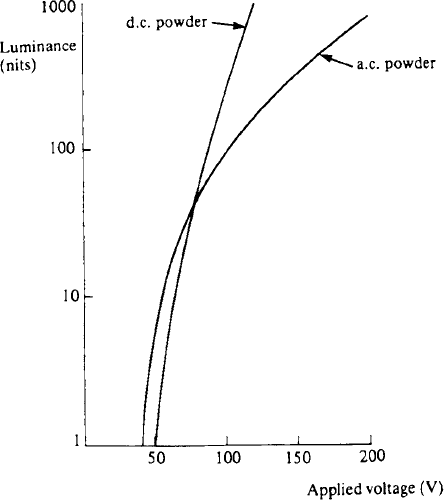 1000
Luminance
(nits)
d.c. powder
a.c. powder
100
10
1
50
100
150
200
Applied voltage (V)